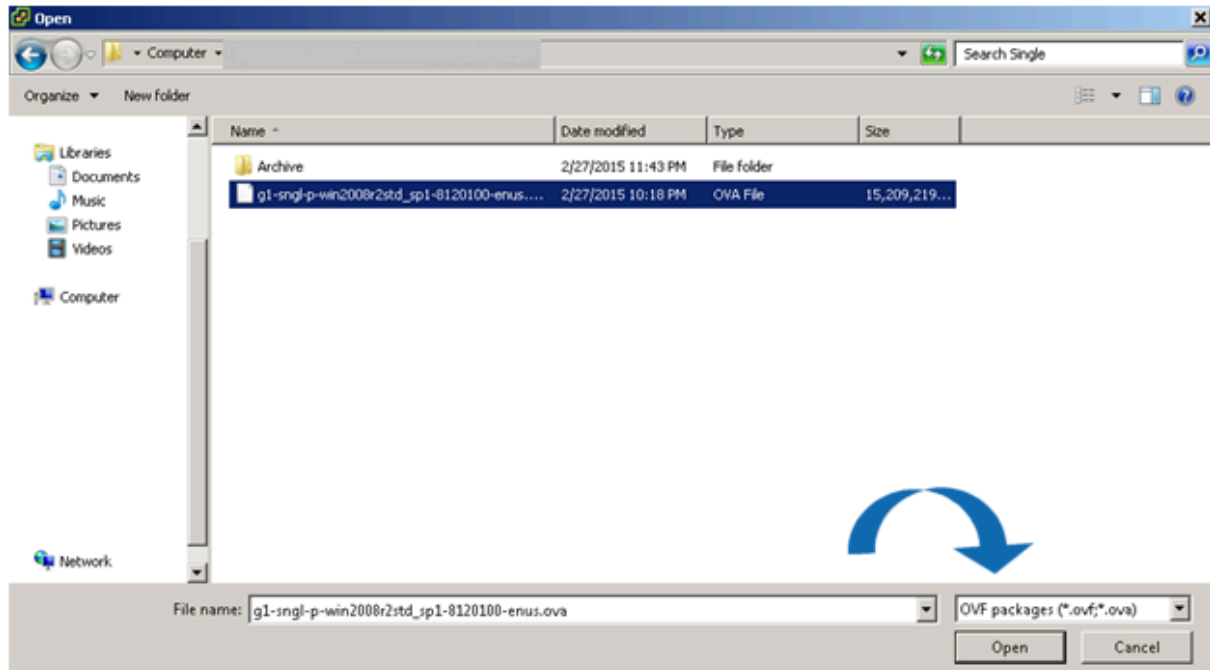 Open
Computer
Search Single
Organize New folder
Name Date modified Type Size
Libraries
Documents
Music
Pictures
Videos
Computer
Network
Archive 2/27/2015 11:43 PM File folder
g1-sngl-p-win2008r2std_sp1-8120100-enus.... 2/27/2015 10:18 PM OVA File 15,209,219...
File name: g1-sngl-p-win2008r2std_sp1-8120100-enus.ova OVF packages (*.ovf;*.ova)
Open Cancel